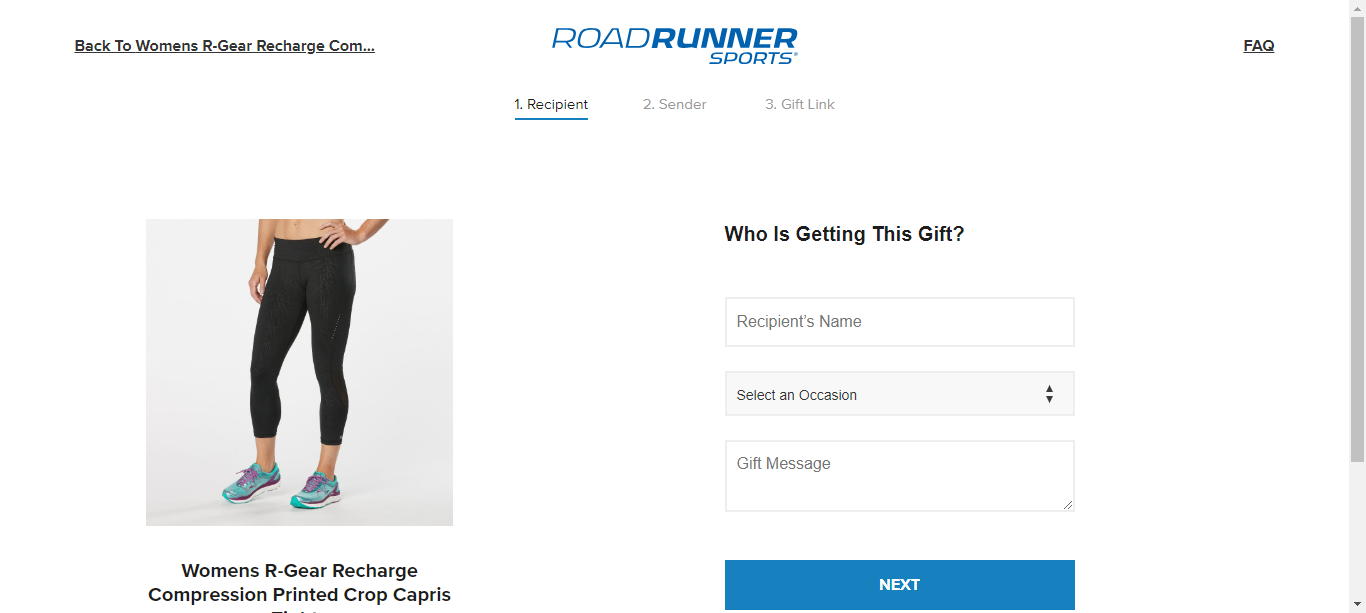 Back To Womens R-Gear Recharge Com...
ROADRUNNER
SPORTS
FAQ
1. Recipient
2. Sender
3. Gift Link
Who Is Getting This Gift?
Recipient's Name
Select an Occasion
Gift Message
NEXT
Womens R-Gear Recharge
Compression Printed Crop Capris